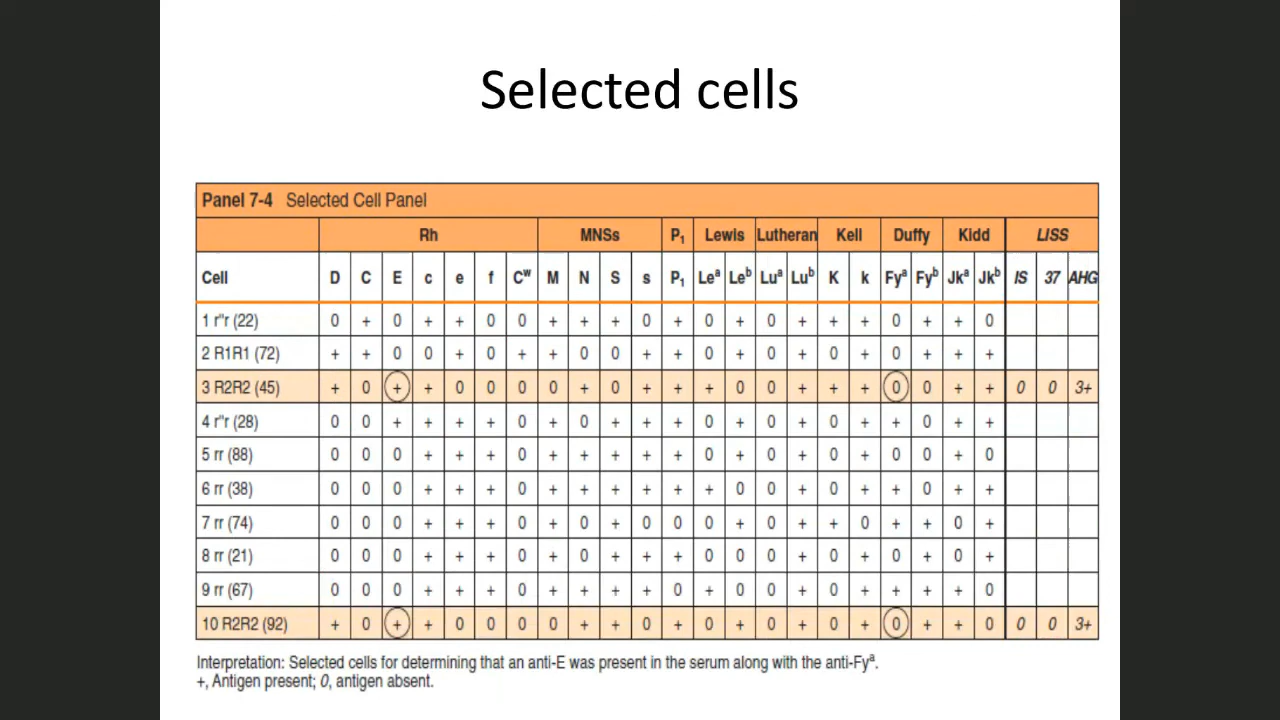 Selected cells
Panel 7-4 Selected Cell Panel
Rh MNSs P₁ Lewis Lutheran Kell Duffy Kidd LISS
Cell D C E c e f Cʷ M N S s P₁ Leᵃ Leᵇ Luᵃ Luᵇ K k Fyᵃ Fyᵇ Jkᵃ Jkᵇ IS 37 AHG
1 r"r (22) 0 + 0 + + 0 0 + + + 0 + 0 + 0 + + + 0 + + 0
2 R1R1 (72) + + 0 0 + 0 + + 0 0 + + 0 + 0 + 0 + 0 + + +
3 R2R2 (45) + 0 + + 0 0 0 0 + 0 + + + 0 0 + + + 0 0 + + 0 0 3+
4 r"r (28) 0 0 + + + + 0 + 0 + + + 0 + 0 + 0 + + 0 + +
5 rr (88) 0 0 0 + + + 0 + + + + + 0 + 0 + 0 + 0 0 + 0
6 rr (38) 0 0 0 + + + 0 + + + + + + 0 0 + 0 + + 0 + +
7 rr (74) 0 0 0 + + + 0 + 0 + 0 0 0 + 0 + + 0 + + 0 +
8 rr (21) 0 0 0 + + + 0 + 0 + + + 0 0 0 + 0 + 0 + 0 +
9 rr (67) 0 0 0 + + + 0 + + + + 0 + 0 0 + 0 + + + + 0
10 R2R2 (92) + 0 + + 0 0 0 0 + + 0 + 0 + 0 + 0 + 0 + + 0 0 0 3+
Interpretation: Selected cells for determining that an anti-E was present in the serum along with the anti-Fyᵃ.
+, Antigen present; 0, antigen absent.